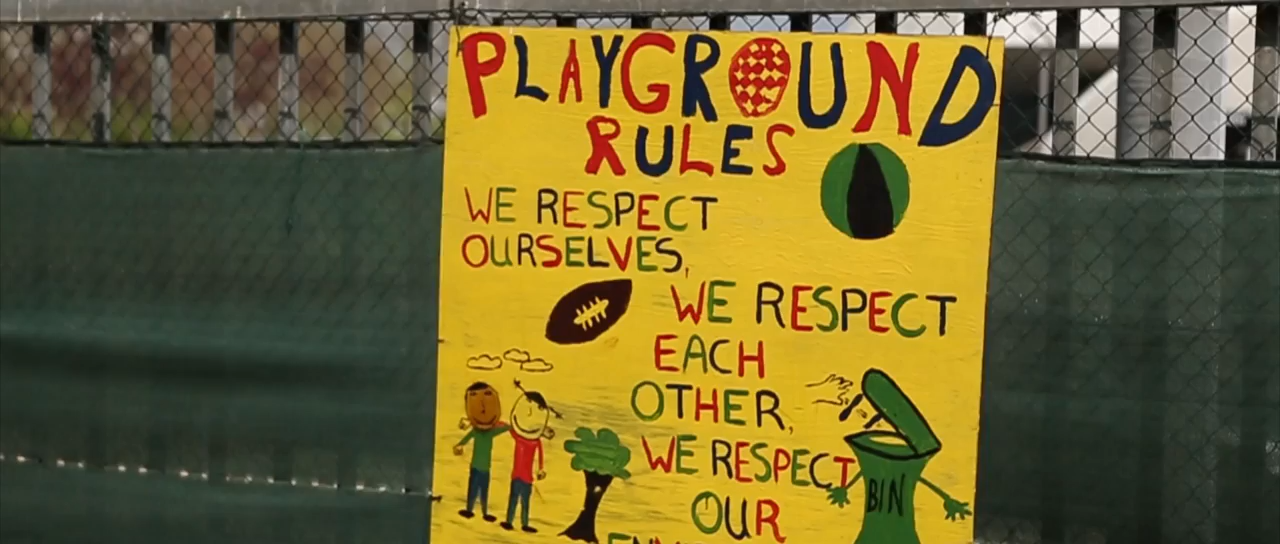 PLAYGROUND
RULES
WE RESPECT
OURSELVES,
WE RESPECT
EACH
OTHER,
WE RESPECT
OUR
BIN